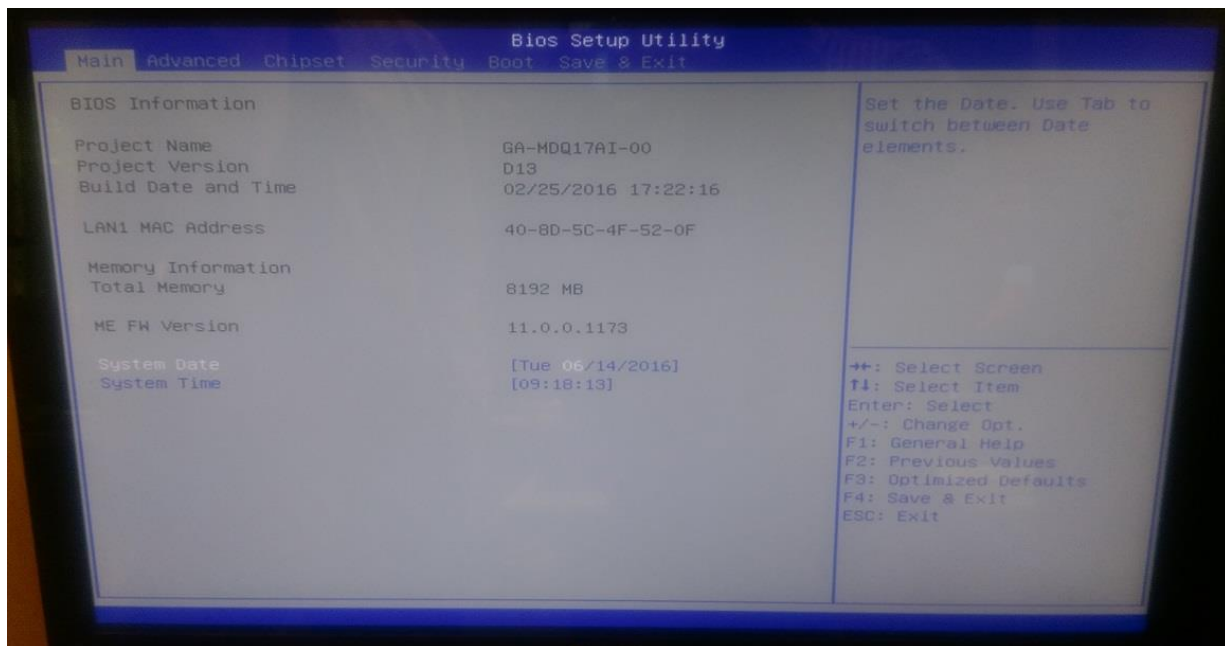 Bios Setup Utility
Main Advanced Chipset Security Boot Save & Exit
BIOS Information
Project Name GA-MDQ17AI-00
Project Version D13
Build Date and Time 02/25/2016 17:22:16
LAN1 MAC Address 40-8D-5C-4F-52-0F
Memory Information
Total Memory 8192 MB
ME FW Version 11.0.0.1173
System Date [Tue 06/14/2016]
System Time [09:18:13]
Set the Date. Use Tab to
switch between Date
elements.
→←: Select Screen
↑↓: Select Item
Enter: Select
+/-: Change Opt.
F1: General Help
F2: Previous Values
F3: Optimized Defaults
F4: Save & Exit
ESC: Exit